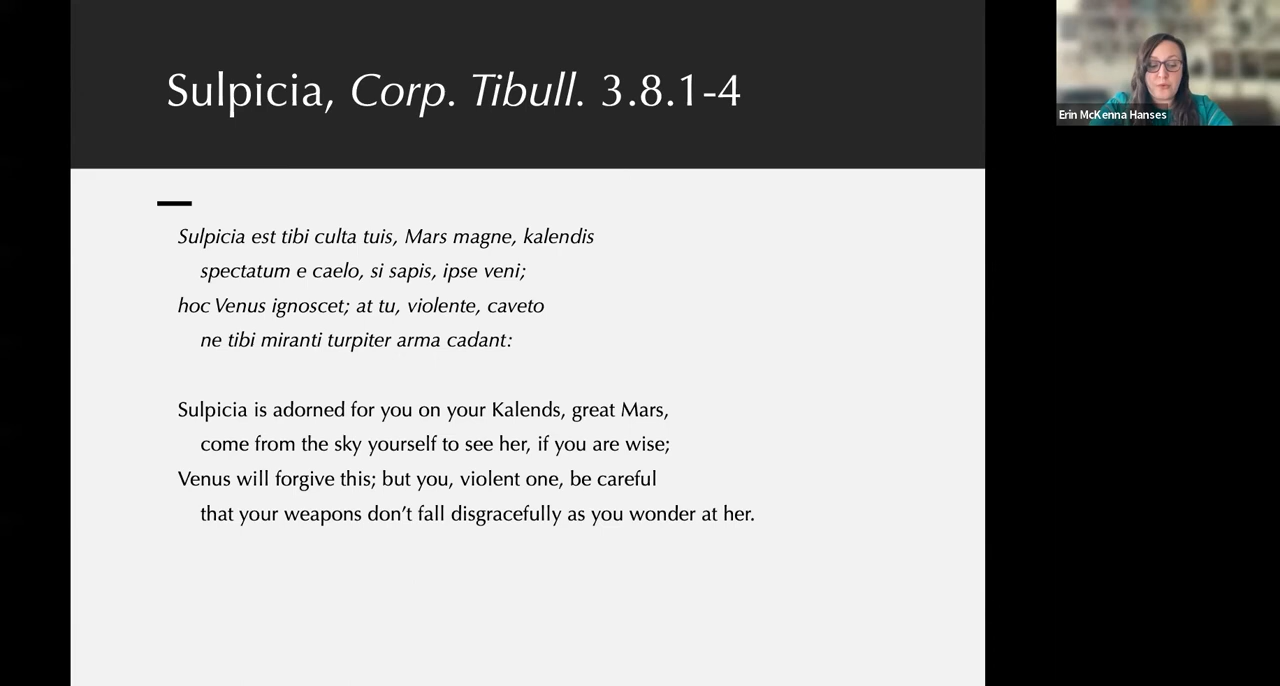 Sulpicia, Corp. Tibull. 3.8.1-4
Erin McKenna Hanses
Sulpicia est tibi culta tuis, Mars magne, kalendis
spectatum e caelo, si sapis, ipse veni;
hoc Venus ignoscet; at tu, violente, caveto
ne tibi miranti turpiter arma cadant:
Sulpicia is adorned for you on your Kalends, great Mars,
come from the sky yourself to see her, if you are wise;
Venus will forgive this; but you, violent one, be careful
that your weapons don’t fall disgracefully as you wonder at her.